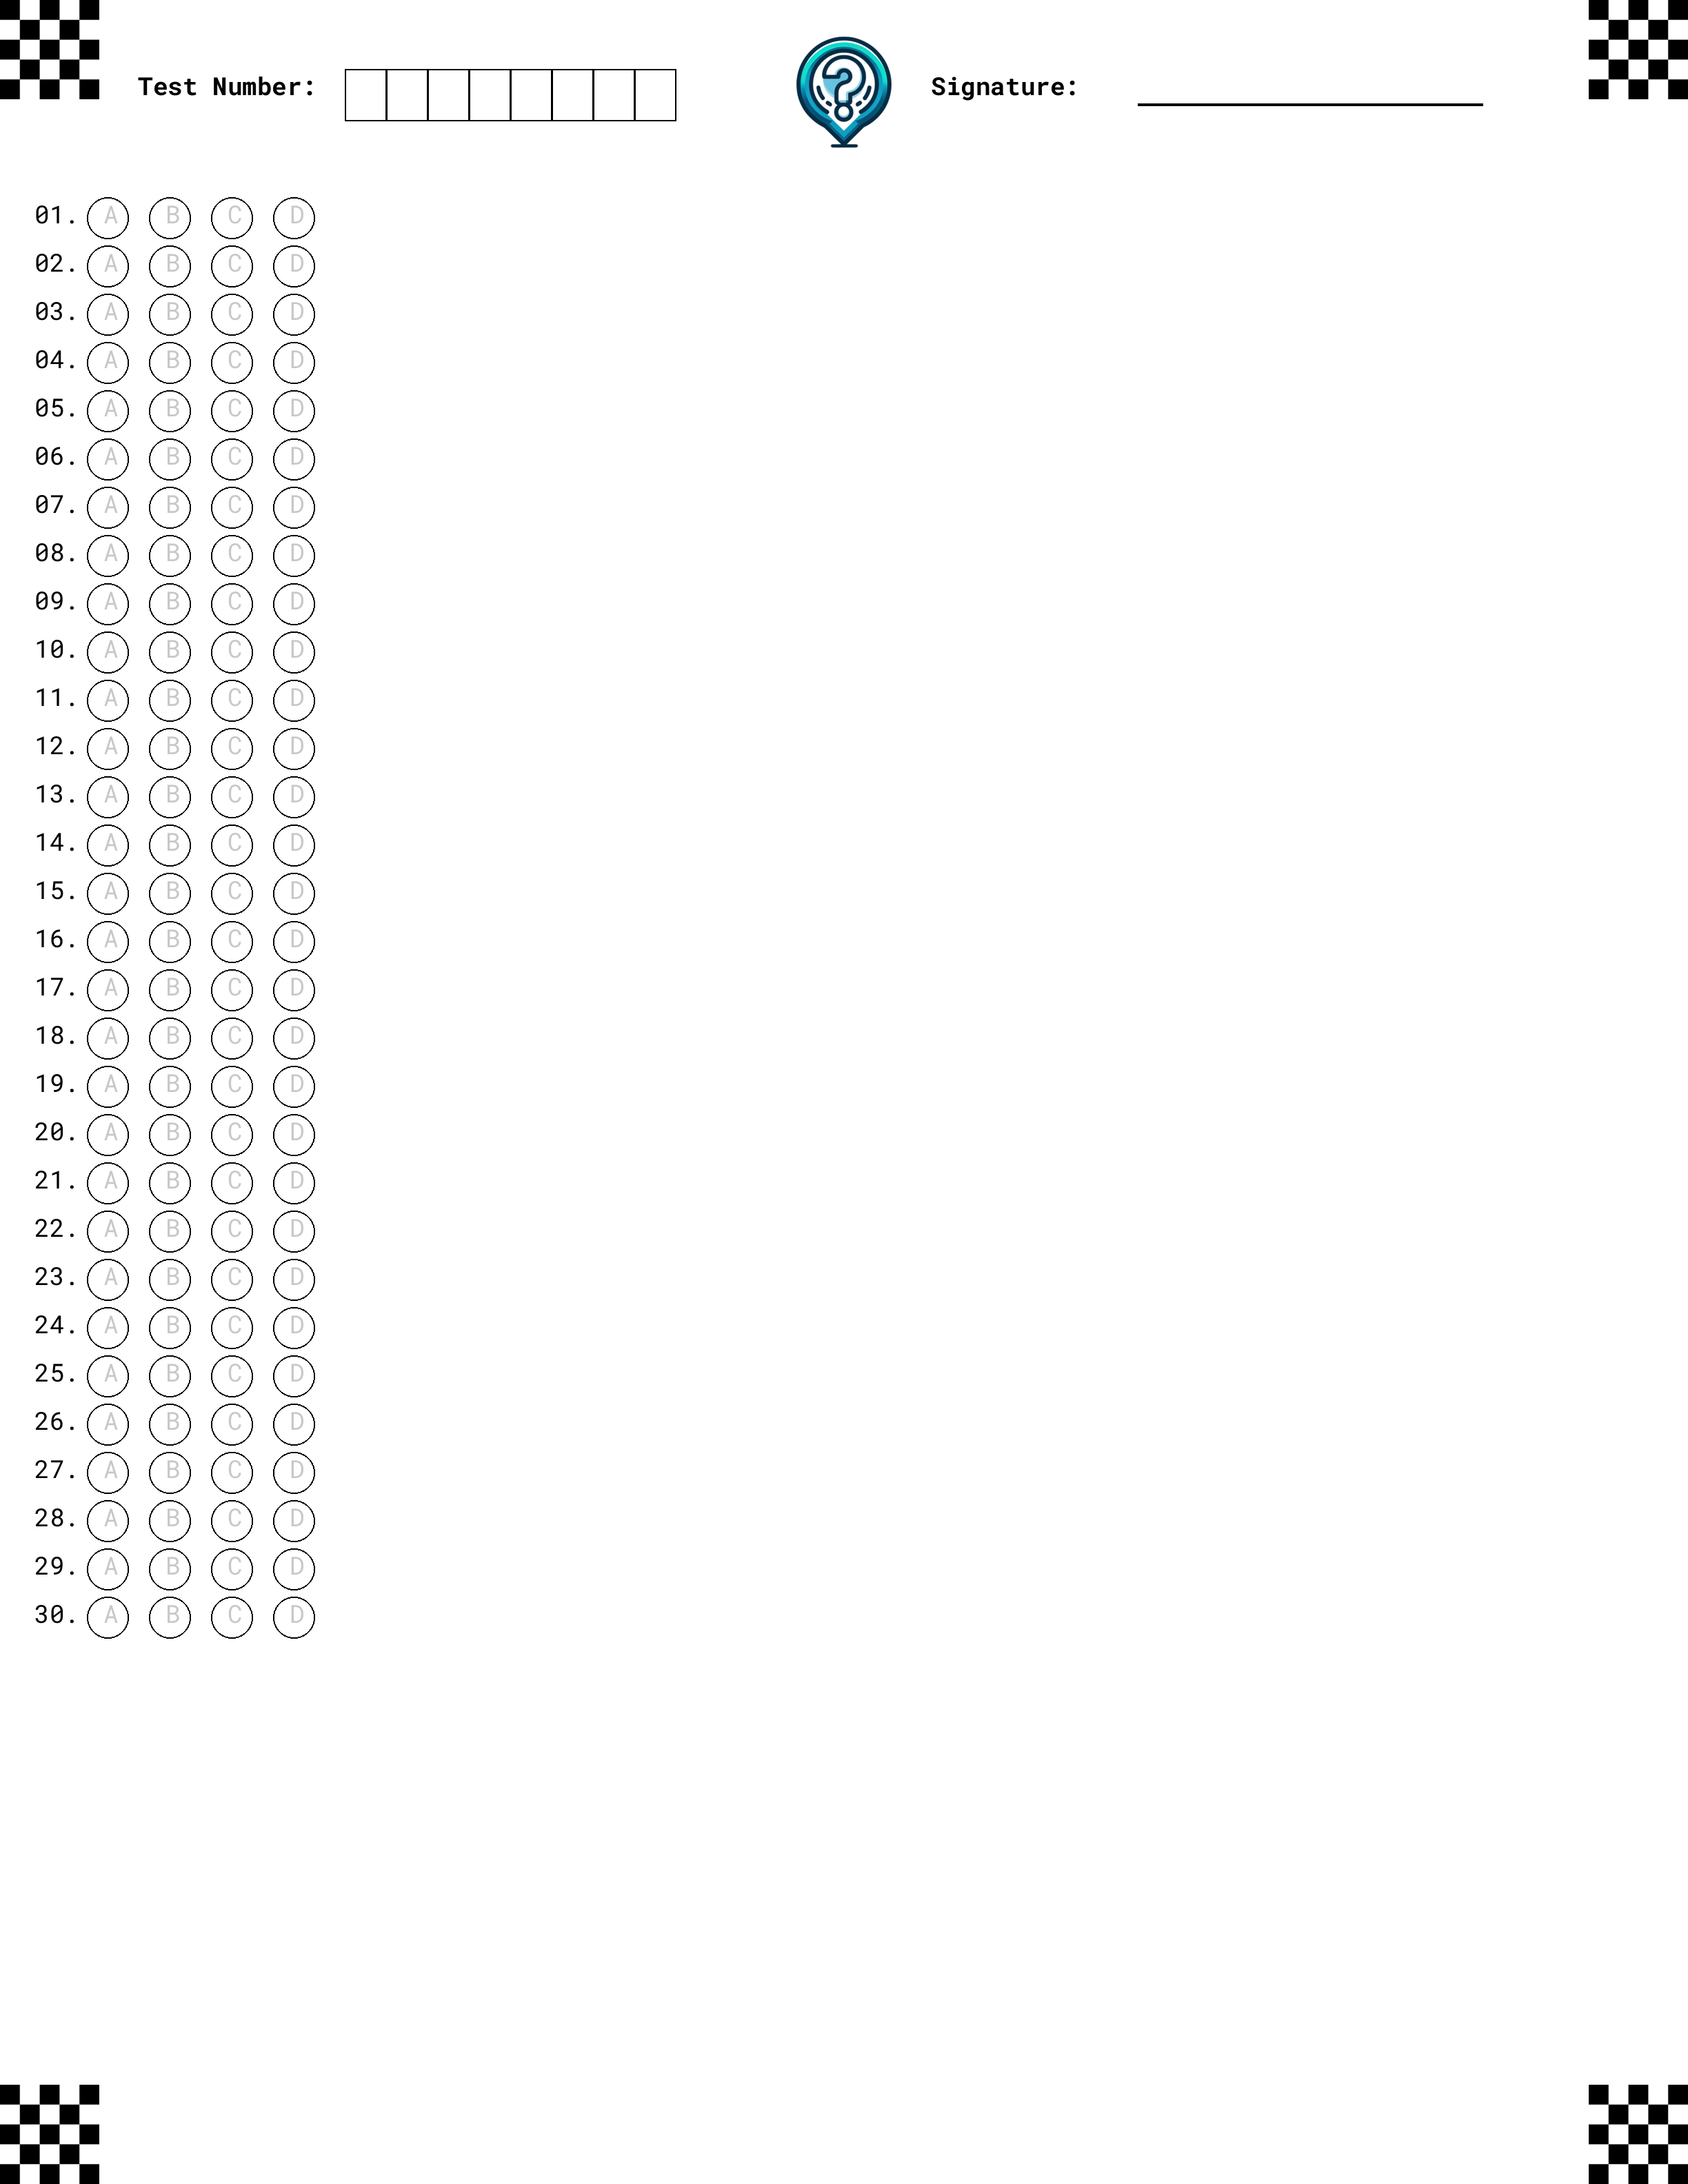 Test Number: Signature:
01. A B C D
02. A B C D
03. A B C D
04. A B C D
05. A B C D
06. A B C D
07. A B C D
08. A B C D
09. A B C D
10. A B C D
11. A B C D
12. A B C D
13. A B C D
14. A B C D
15. A B C D
16. A B C D
17. A B C D
18. A B C D
19. A B C D
20. A B C D
21. A B C D
22. A B C D
23. A B C D
24. A B C D
25. A B C D
26. A B C D
27. A B C D
28. A B C D
29. A B C D
30. A B C D